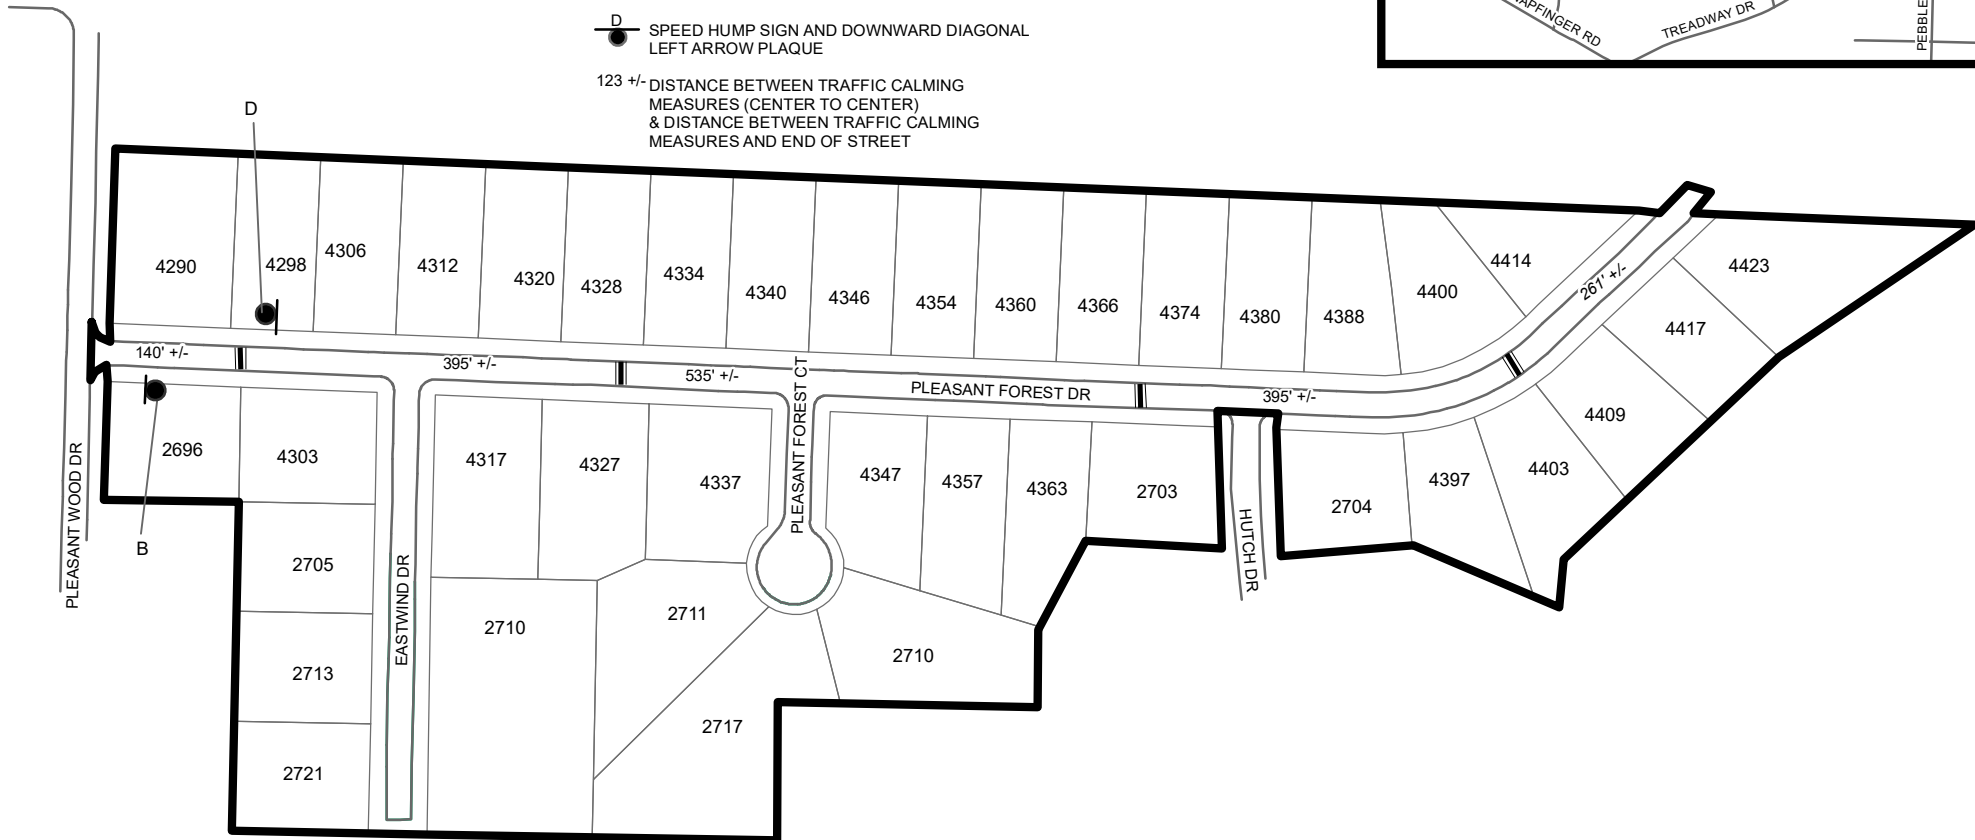 D
SPEED HUMP SIGN AND DOWNWARD DIAGONAL
LEFT ARROW PLAQUE
123 +/-
DISTANCE BETWEEN TRAFFIC CALMING
MEASURES (CENTER TO CENTER)
& DISTANCE BETWEEN TRAFFIC CALMING
MEASURES AND END OF STREET
RD
TREADWAY DR
PEBBLE
D
4290
4298
4306
4312
4320
4328
4334
4340
4346
4354
4360
4366
4374
4380
4388
4400
4414
4423
4417
261' +/-
140' +/-
395' +/-
535' +/-
PLEASANT FOREST DR
395' +/-
PLEASANT FOREST CT
4409
4403
4397
2704
2696
4303
4317
4327
4337
4347
4357
4363
2703
HUTCH DR
PLEASANT WOOD DR
B
2705
EASTWIND DR
2710
2711
2710
2713
2717
2721